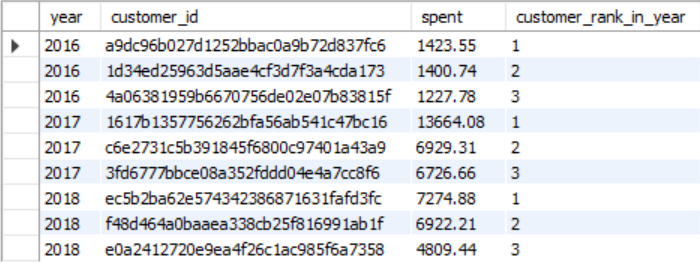 year customer_id spent customer_rank_in_year
2016 a9dc96b027d1252bbac0a9b72d837fc6 1423.55 1
2016 1d34ed25963d5aae4cf3d7f3a4cda173 1400.74 2
2016 4a06381959b6670756de02e07b83815f 1227.78 3
2017 1617b1357756262bfa56ab541c47bc16 13664.08 1
2017 c6e2731c5b391845f6800c97401a43a9 6929.31 2
2017 3fd6777bbce08a352fddd04e4a7cc8f6 6726.66 3
2018 ec5b2ba62e574342386871631fafd3fc 7274.88 1
2018 f48d464a0baaea338cb25f816991ab1f 6922.21 2
2018 e0a2412720e9ea4f26c1ac985f6a7358 4809.44 3